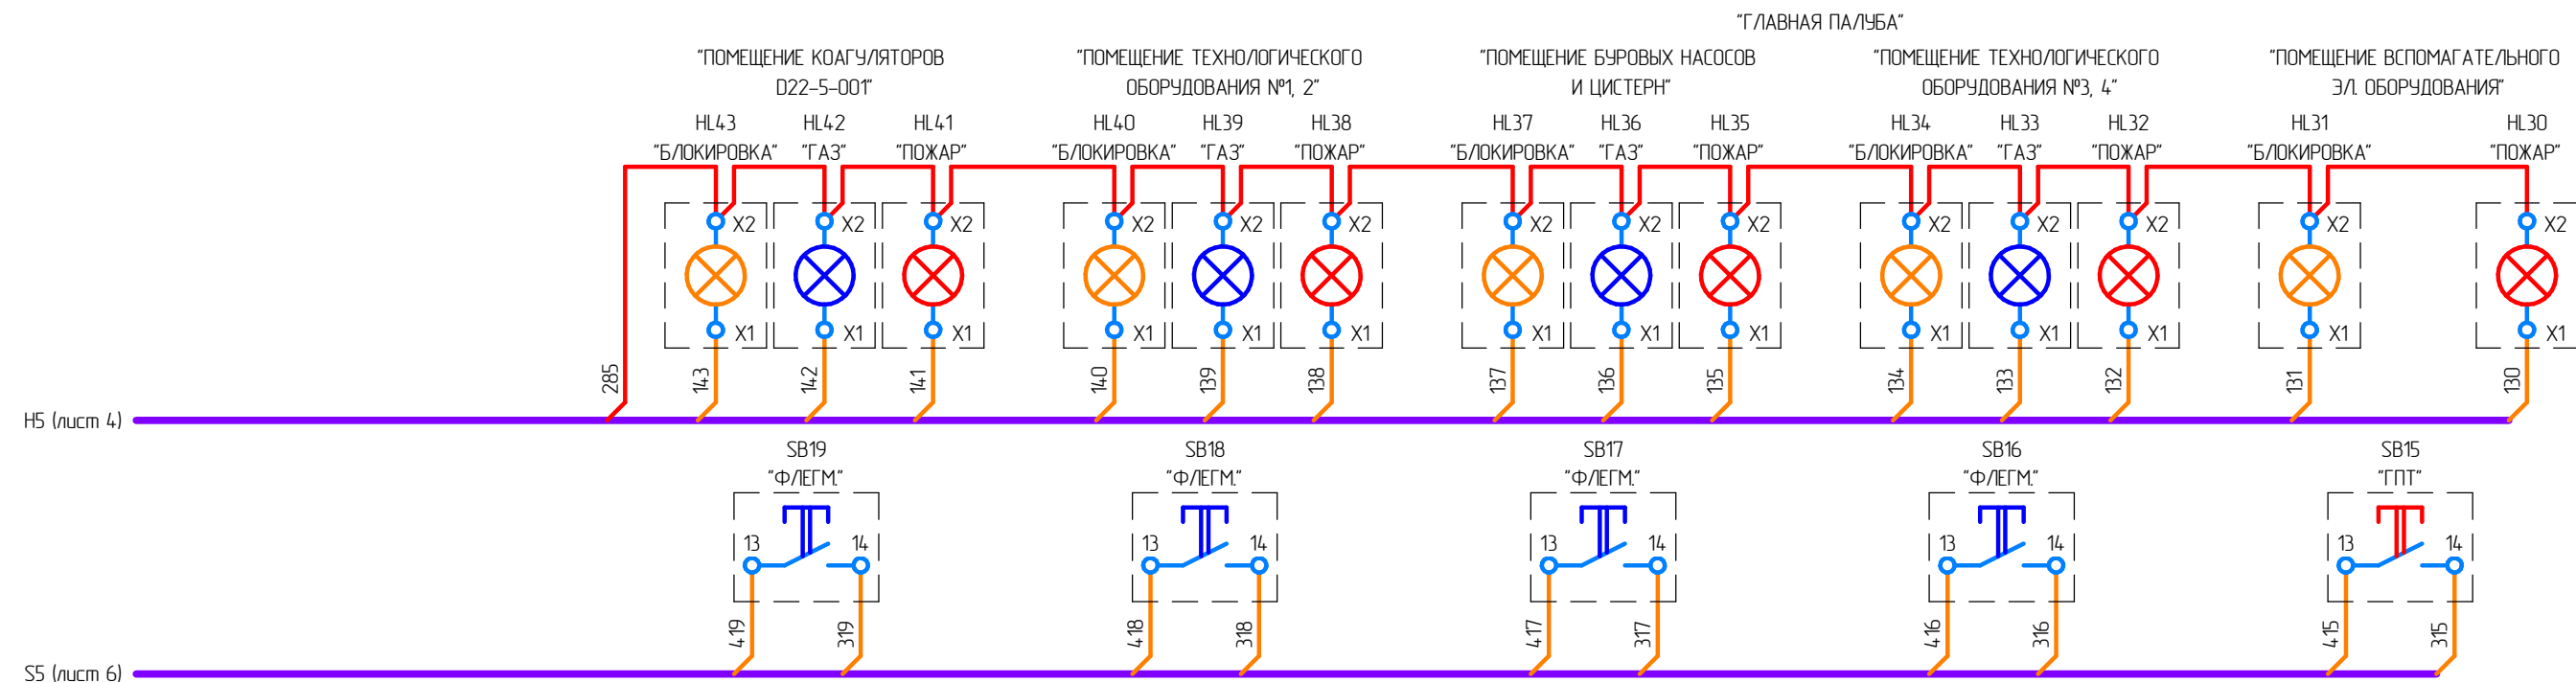 "ГЛАВНАЯ ПАЛУБА"
"ПОМЕЩЕНИЕ КОАГУЛЯТОРОВ
D22-5-001"
"ПОМЕЩЕНИЕ ТЕХНОЛОГИЧЕСКОГО
ОБОРУДОВАНИЯ №1, 2"
"ПОМЕЩЕНИЕ БУРОВЫХ НАСОСОВ
И ЦИСТЕРН"
"ПОМЕЩЕНИЕ ТЕХНОЛОГИЧЕСКОГО
ОБОРУДОВАНИЯ №3, 4"
"ПОМЕЩЕНИЕ ВСПОМАГАТЕЛЬНОГО
ЭЛ. ОБОРУДОВАНИЯ"
HL43 HL42 HL41 HL40 HL39 HL38 HL37 HL36 HL35 HL34 HL33 HL32 HL31 HL30
"БЛОКИРОВКА" "ГАЗ" "ПОЖАР" "БЛОКИРОВКА" "ГАЗ" "ПОЖАР" "БЛОКИРОВКА" "ГАЗ" "ПОЖАР" "БЛОКИРОВКА" "ГАЗ" "ПОЖАР" "БЛОКИРОВКА" "ПОЖАР"
X2 X2 X2 X2 X2 X2 X2 X2 X2 X2 X2 X2 X2 X2
X1 X1 X1 X1 X1 X1 X1 X1 X1 X1 X1 X1 X1 X1
285 143 142 141 140 139 138 137 136 135 134 133 132 131 130
H5 (лист 4)
SB19 SB18 SB17 SB16 SB15
"ФЛЕГМ." "ФЛЕГМ." "ФЛЕГМ." "ФЛЕГМ." "ГПТ"
13 14 13 14 13 14 13 14 13 14
419 319 418 318 417 317 416 316 415 315
S5 (лист 6)